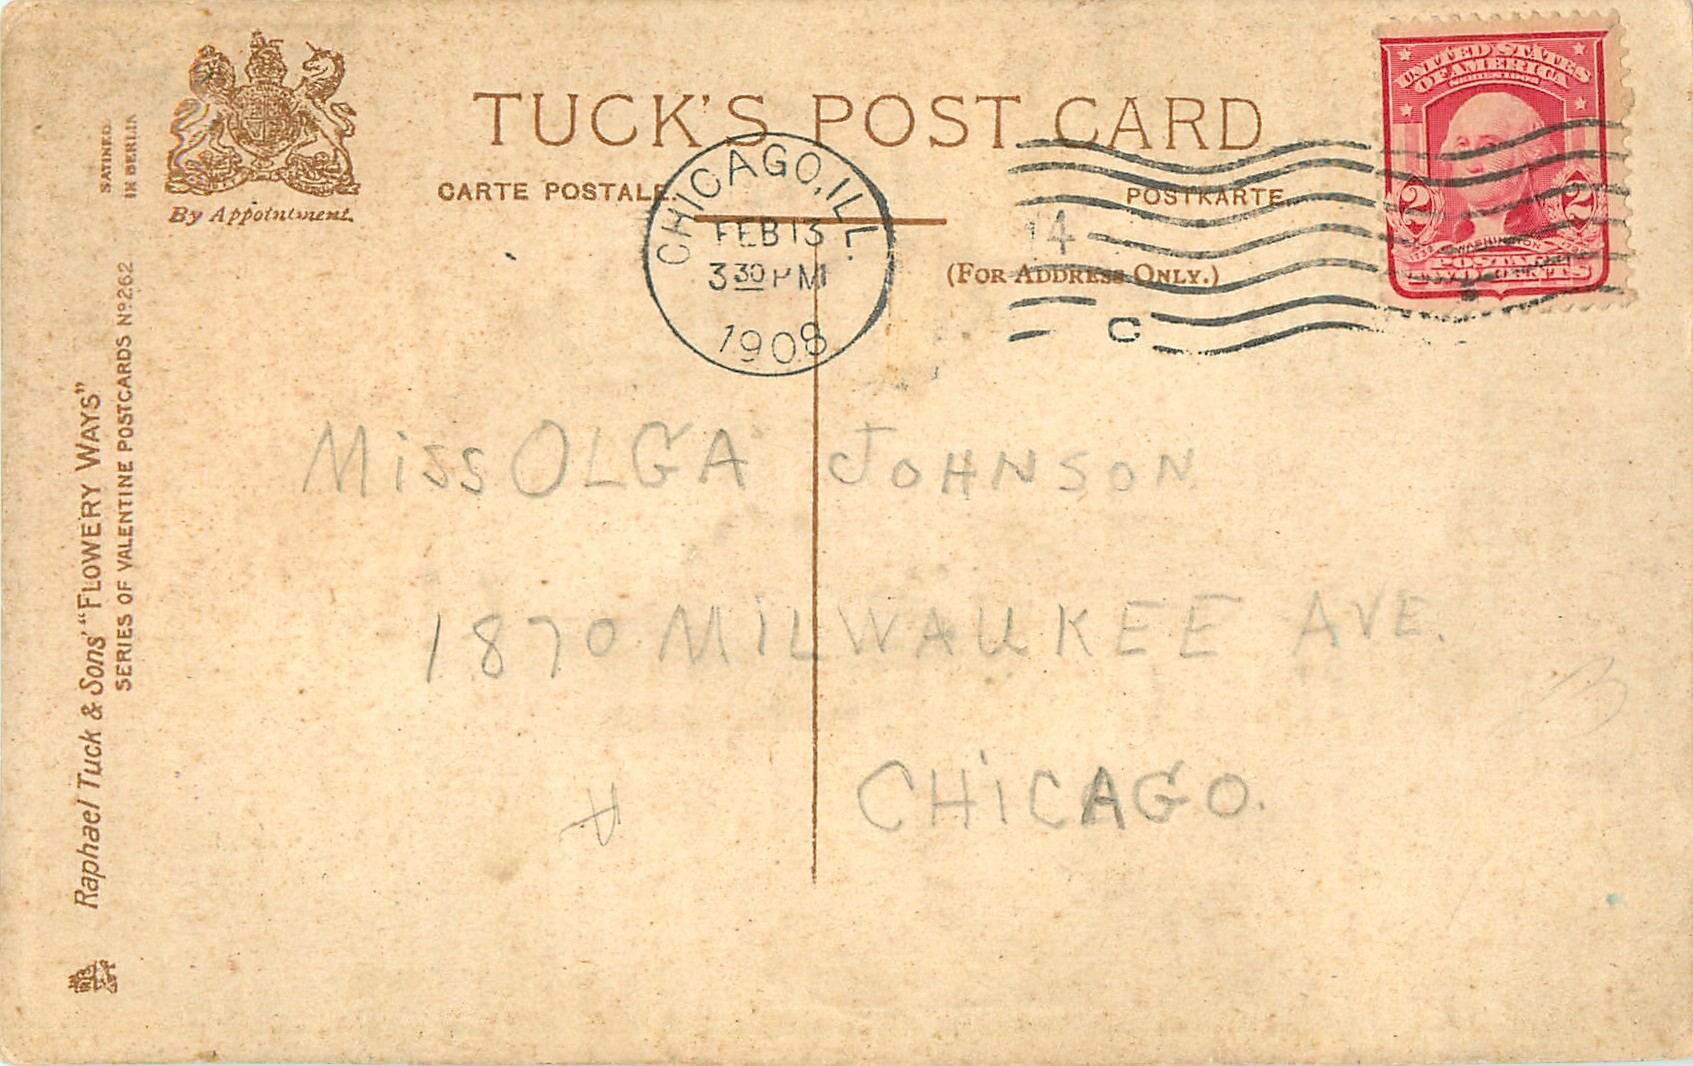 TUCK'S POST CARD
CARTE POSTALE.
POSTKARTE.
(FOR ADDRESS ONLY.)
By Appointment.
SATINED.
IN BERLIN
CHICAGO, ILL.
FEB 13
3 30 PM
1908
4
C
UNITED STATES
OF AMERICA
2 2
WASHINGTON
POSTAGE
TWO CENTS
MiSS OLGA JOHNSON
1870 MiLWAUKEE AVE.
CHiCAGO.
A
Raphael Tuck & Sons' "FLOWERY WAYS"
SERIES OF VALENTINE POSTCARDS Nº 262